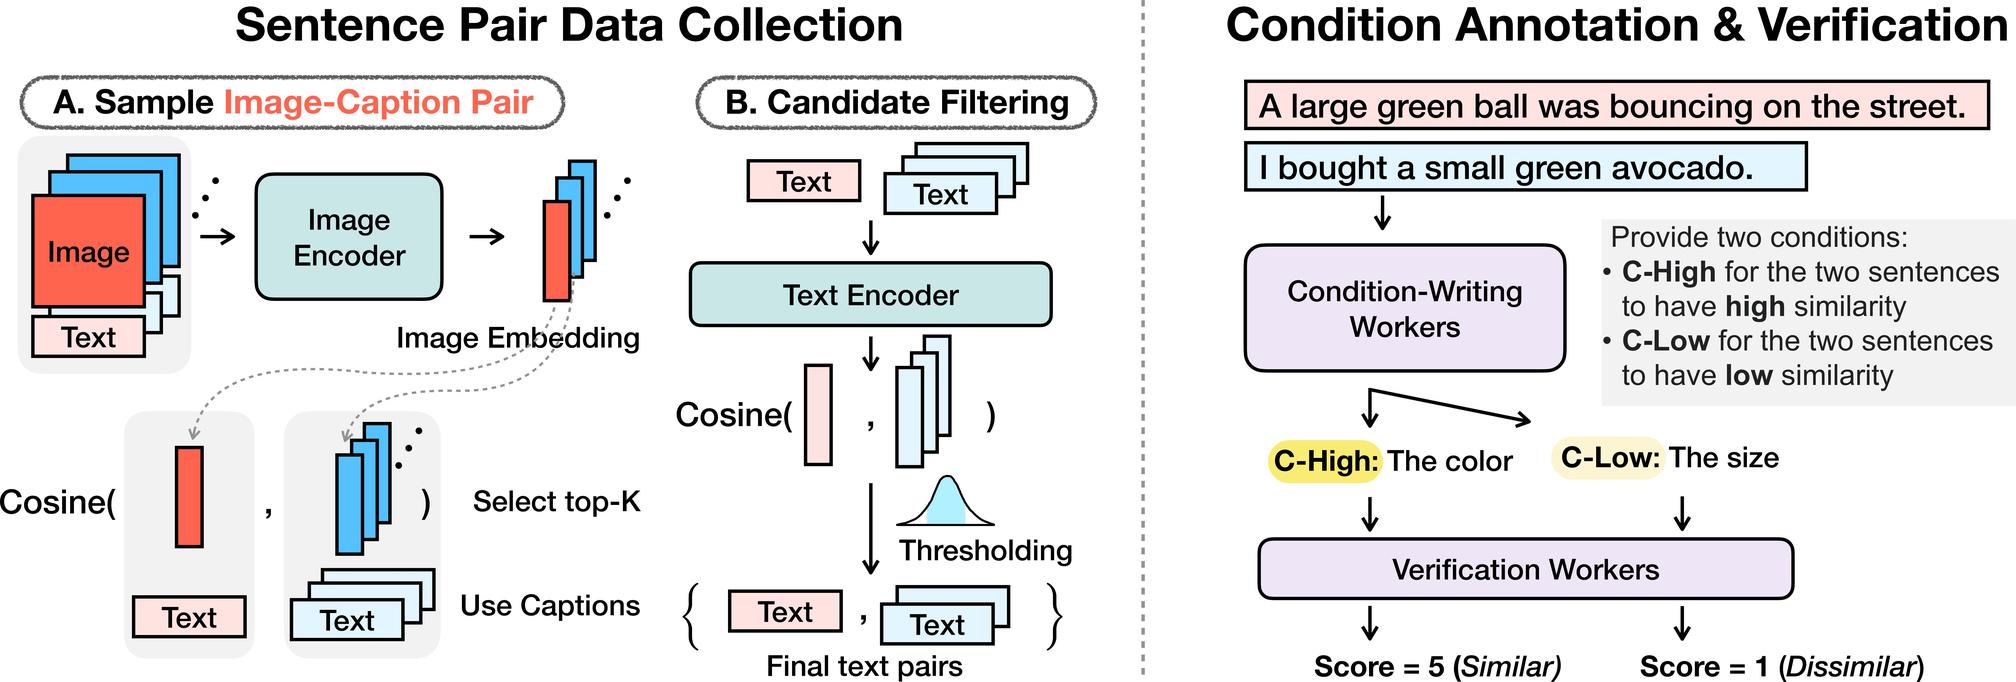 Sentence Pair Data Collection
A. Sample Image-Caption Pair
Image
Text
Image
Encoder
Image Embedding
Cosine(
,
)
Select top-K
Text
Text
Use Captions
B. Candidate Filtering
Text
Text
Text Encoder
Cosine(
,
)
Thresholding
{
Text
,
Text
}
Final text pairs
Condition Annotation & Verification
A large green ball was bouncing on the street.
I bought a small green avocado.
Condition-Writing
Workers
Provide two conditions:
• C-High for the two sentences
to have high similarity
• C-Low for the two sentences
to have low similarity
C-High: The color
C-Low: The size
Verification Workers
Score = 5 (Similar)
Score = 1 (Dissimilar)